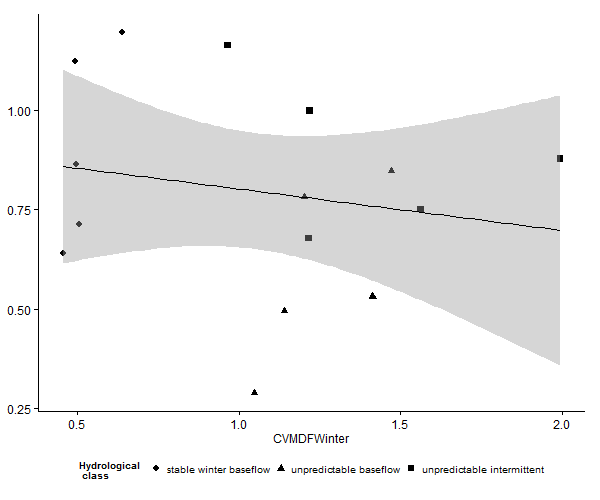 1.00
0.75
0.50
0.25
0.5 1.0 1.5 2.0
CVMDFWinter
Hydrological
class
stable winter baseflow unpredictable baseflow unpredictable intermittent